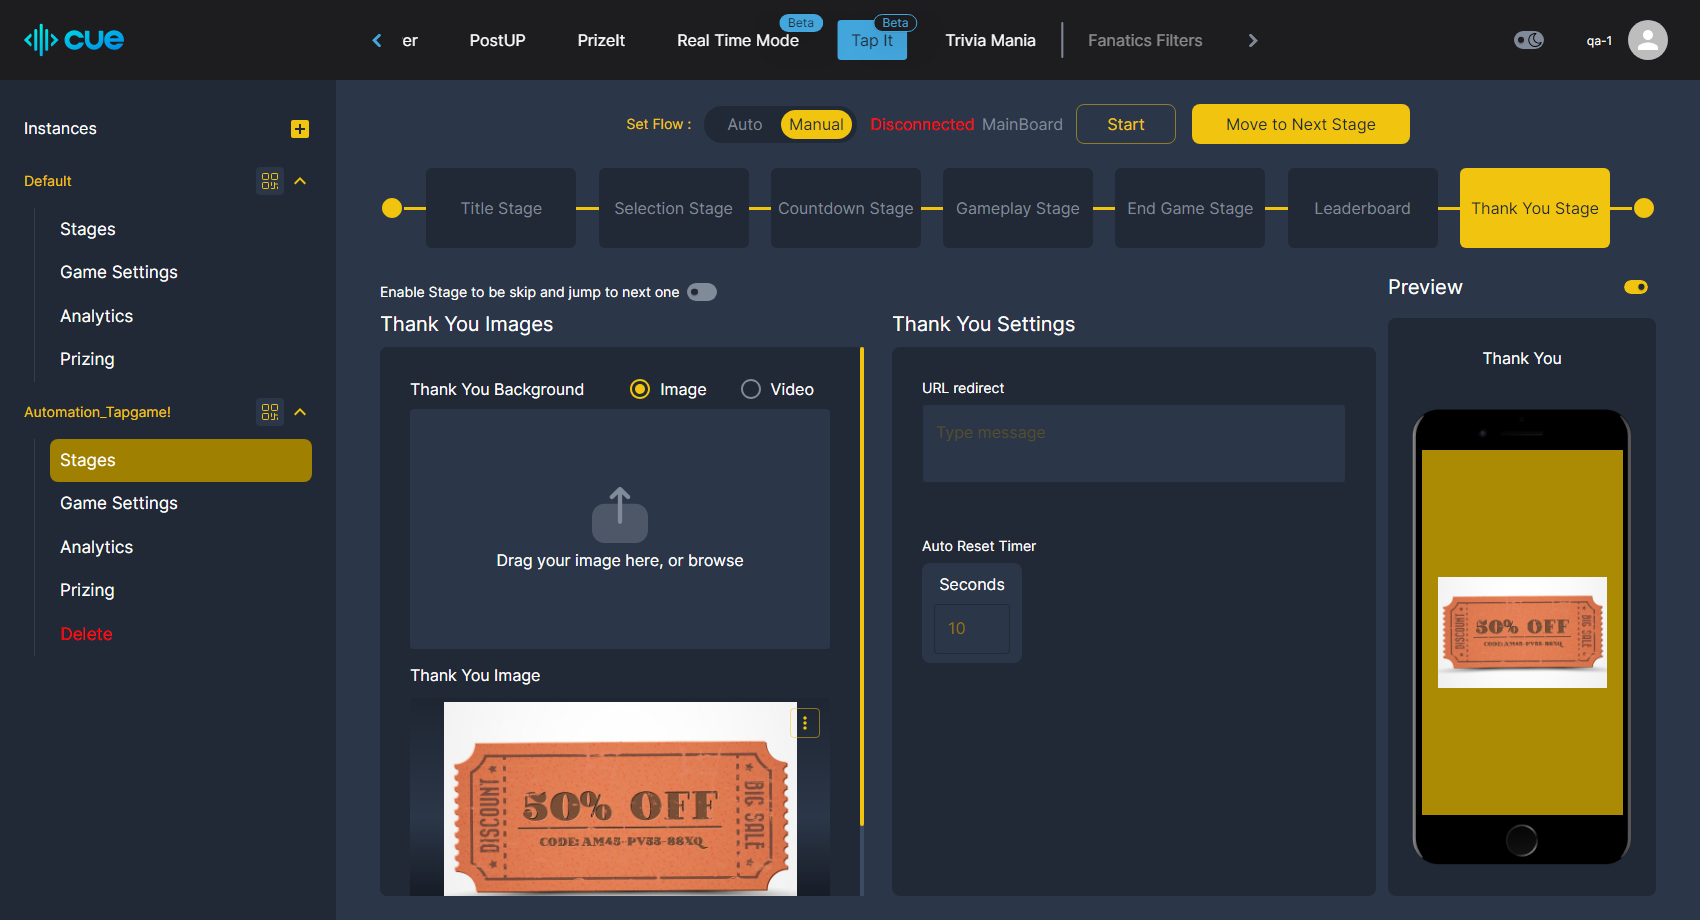 cue
er
PostUP
PrizeIt
Real Time Mode
Beta
Tap It
Beta
Trivia Mania
Fanatics Filters
qa-1
Instances
Default
Stages
Game Settings
Analytics
Prizing
Automation_Tapgame!
Stages
Game Settings
Analytics
Prizing
Delete
Set Flow :
Auto
Manual
Disconnected MainBoard
Start
Move to Next Stage
Title Stage
Selection Stage
Countdown Stage
Gameplay Stage
End Game Stage
Leaderboard
Thank You Stage
Enable Stage to be skip and jump to next one
Thank You Images
Thank You Background
Image
Video
Drag your image here, or browse
Thank You Image
DISCOUNT
50% OFF
CODE: AM45-PV33-88XQ
BIG SALE
Thank You Settings
URL redirect
Type message
Auto Reset Timer
Seconds
10
Preview
Thank You
DISCOUNT
50% OFF
CODE: AM45-PV33-88XQ
BIG SALE